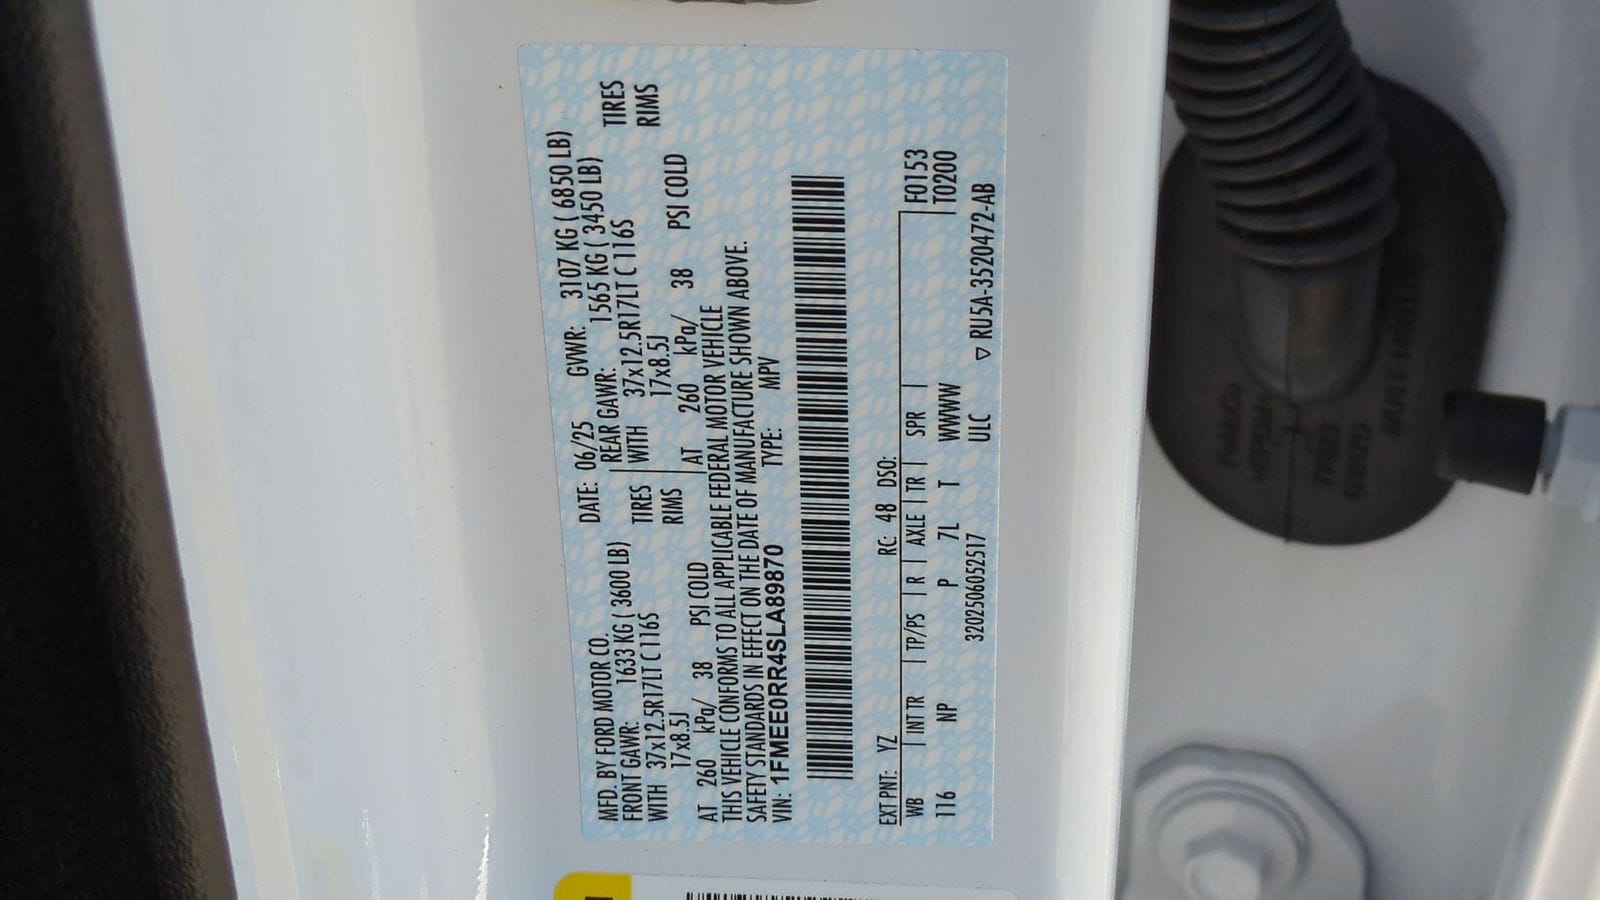 MFD. BY FORD MOTOR CO.
DATE: 06/25 GVWR: 3107 KG ( 6850 LB)
FRONT GAWR: 1633 KG ( 3600 LB)
REAR GAWR: 1565 KG ( 3450 LB)
WITH 37x12.5R17LT C 116S TIRES
WITH 37x12.5R17LT C 116S TIRES
17x8.5J RIMS
17x8.5J RIMS
AT 260 kPa/ 38 PSI COLD
AT 260 kPa/ 38 PSI COLD
THIS VEHICLE CONFORMS TO ALL APPLICABLE FEDERAL MOTOR VEHICLE
SAFETY STANDARDS IN EFFECT ON THE DATE OF MANUFACTURE SHOWN ABOVE.
VIN: 1FMEE0RR4SLA89870 TYPE: MPV
EXT PNT: YZ RC: 48 DSO: F0153
WB INT TR TP/PS R AXLE TR SPR T0200
116 NP P 7L T WWWW
3202506052517 ULC ▽ RU5A-3520472-AB